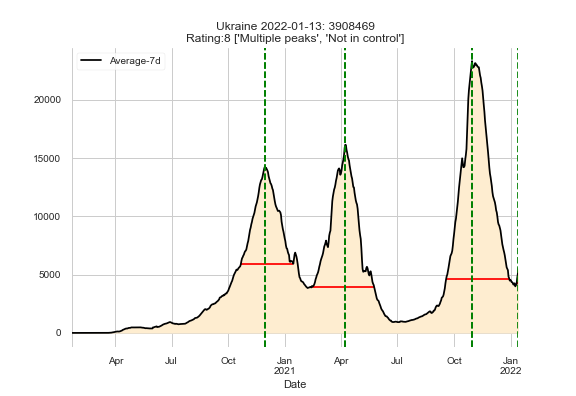 Ukraine 2022-01-13: 3908469
Rating:8 ['Multiple peaks', 'Not in control']
Average-7d
20000
15000
10000
5000
0
Apr Jul Oct Jan Apr Jul Oct Jan
2021 2022
Date